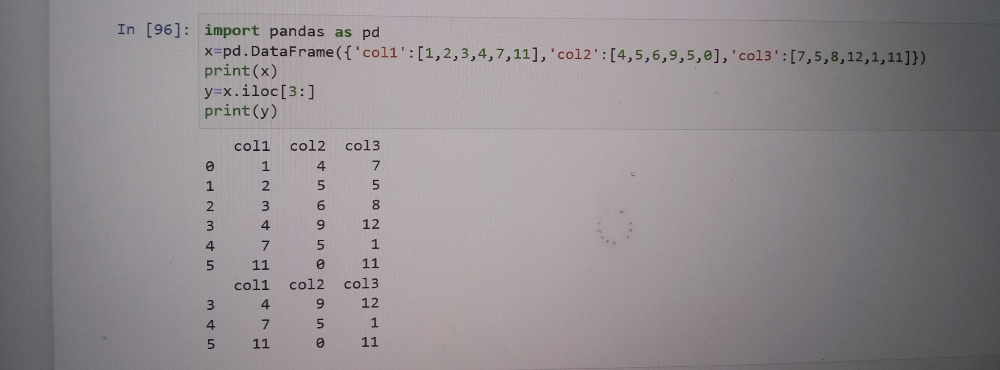 In [96]: import pandas as pd
x=pd.DataFrame({'col1':[1,2,3,4,7,11],'col2':[4,5,6,9,5,0],'col3':[7,5,8,12,1,11]})
print(x)
y=x.iloc[3:]
print(y)
col1 col2 col3
0 1 4 7
1 2 5 5
2 3 6 8
3 4 9 12
4 7 5 1
5 11 0 11
col1 col2 col3
3 4 9 12
4 7 5 1
5 11 0 11